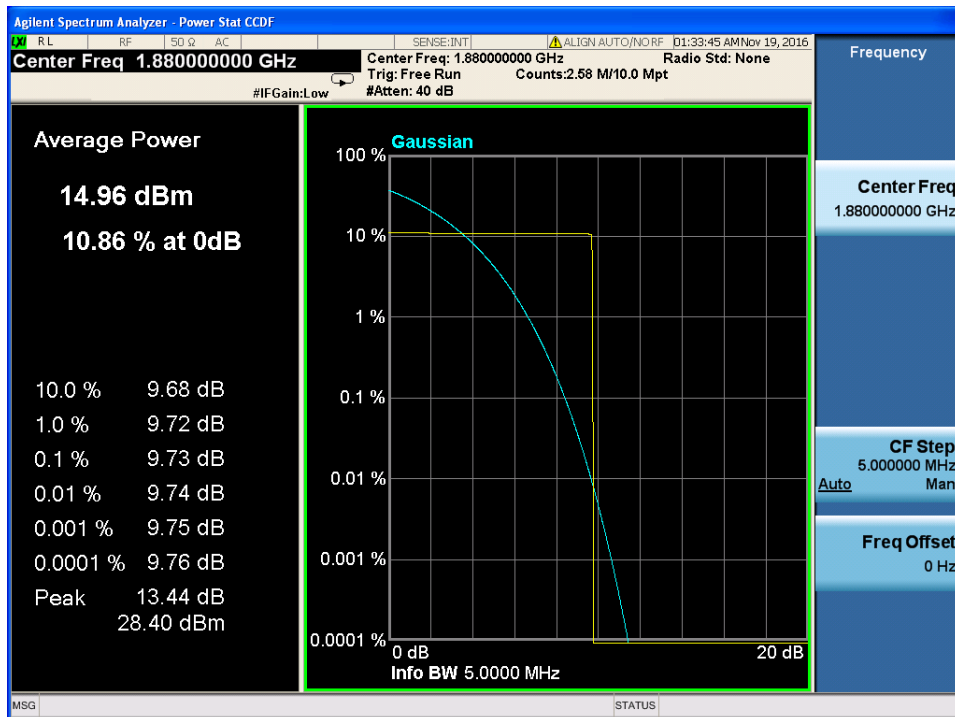 Agilent Spectrum Analyzer - Power Stat CCDF
LXI RL RF 50 Ω AC SENSE:INT ALIGN AUTO/NO RF 01:33:45 AM Nov 19, 2016
Center Freq 1.880000000 GHz
Center Freq: 1.880000000 GHz Radio Std: None
Trig: Free Run Counts:2.58 M/10.0 Mpt
#IFGain:Low #Atten: 40 dB
Average Power
14.96 dBm
10.86 % at 0dB
10.0 % 9.68 dB
1.0 % 9.72 dB
0.1 % 9.73 dB
0.01 % 9.74 dB
0.001 % 9.75 dB
0.0001 % 9.76 dB
Peak 13.44 dB
28.40 dBm
Gaussian
100 %
10 %
1 %
0.1 %
0.01 %
0.001 %
0.0001 %
0 dB 20 dB
Info BW 5.0000 MHz
Frequency
Center Freq
1.880000000 GHz
CF Step
5.000000 MHz
Auto Man
Freq Offset
0 Hz
MSG STATUS